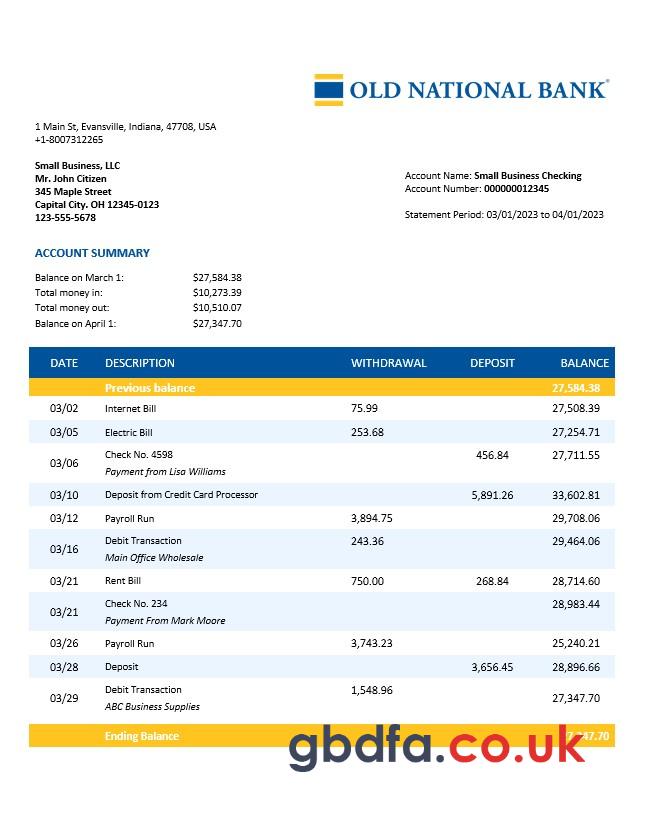 OLD NATIONAL BANK®
1 Main St, Evansville, Indiana, 47708, USA
+1-8007312265
Small Business, LLC
Mr. John Citizen
345 Maple Street
Capital City. OH 12345-0123
123-555-5678
Account Name: Small Business Checking
Account Number: 000000012345
Statement Period: 03/01/2023 to 04/01/2023
ACCOUNT SUMMARY
Balance on March 1: $27,584.38
Total money in: $10,273.39
Total money out: $10,510.07
Balance on April 1: $27,347.70
DATE DESCRIPTION WITHDRAWAL DEPOSIT BALANCE
Previous balance 27,584.38
03/02 Internet Bill 75.99 27,508.39
03/05 Electric Bill 253.68 27,254.71
03/06 Check No. 4598 456.84 27,711.55
Payment from Lisa Williams
03/10 Deposit from Credit Card Processor 5,891.26 33,602.81
03/12 Payroll Run 3,894.75 29,708.06
03/16 Debit Transaction 243.36 29,464.06
Main Office Wholesale
03/21 Rent Bill 750.00 268.84 28,714.60
03/21 Check No. 234 28,983.44
Payment From Mark Moore
03/26 Payroll Run 3,743.23 25,240.21
03/28 Deposit 3,656.45 28,896.66
03/29 Debit Transaction 1,548.96 27,347.70
ABC Business Supplies
Ending Balance
gbdfa.co.uk